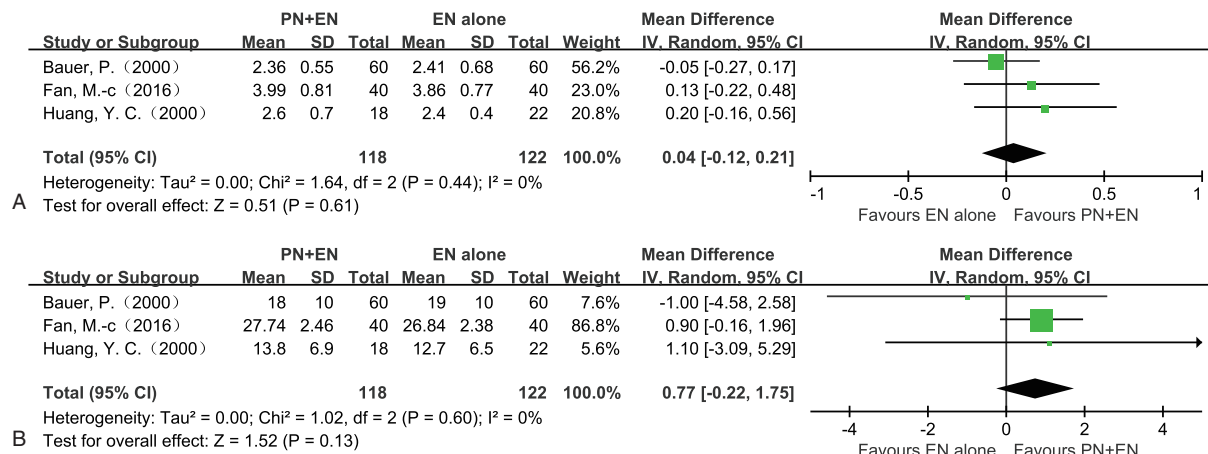 PN+EN EN alone Mean Difference Mean Difference
Study or Subgroup Mean SD Total Mean SD Total Weight IV, Random, 95% CI IV, Random, 95% CI
Bauer, P.（2000） 2.36 0.55 60 2.41 0.68 60 56.2% -0.05 [-0.27, 0.17]
Fan, M.-c（2016） 3.99 0.81 40 3.86 0.77 40 23.0% 0.13 [-0.22, 0.48]
Huang, Y. C.（2000） 2.6 0.7 18 2.4 0.4 22 20.8% 0.20 [-0.16, 0.56]
Total (95% CI) 118 122 100.0% 0.04 [-0.12, 0.21]
Heterogeneity: Tau² = 0.00; Chi² = 1.64, df = 2 (P = 0.44); I² = 0%
Test for overall effect: Z = 0.51 (P = 0.61)
A
-1 -0.5 0 0.5 1
Favours EN alone Favours PN+EN
PN+EN EN alone Mean Difference Mean Difference
Study or Subgroup Mean SD Total Mean SD Total Weight IV, Random, 95% CI IV, Random, 95% CI
Bauer, P.（2000） 18 10 60 19 10 60 7.6% -1.00 [-4.58, 2.58]
Fan, M.-c（2016） 27.74 2.46 40 26.84 2.38 40 86.8% 0.90 [-0.16, 1.96]
Huang, Y. C.（2000） 13.8 6.9 18 12.7 6.5 22 5.6% 1.10 [-3.09, 5.29]
Total (95% CI) 118 122 100.0% 0.77 [-0.22, 1.75]
Heterogeneity: Tau² = 0.00; Chi² = 1.02, df = 2 (P = 0.60); I² = 0%
Test for overall effect: Z = 1.52 (P = 0.13)
B
-4 -2 0 2 4
Favours EN alone Favours PN+EN